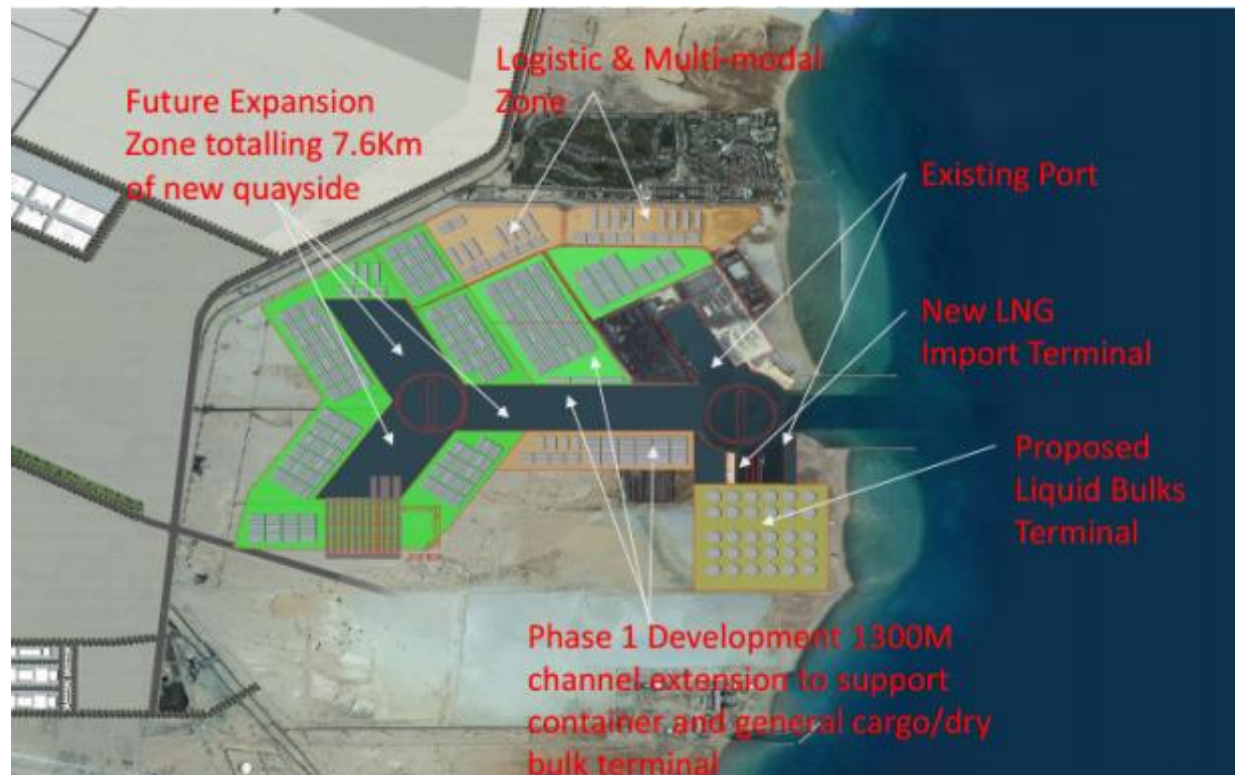 Logistic & Multi-modal
Zone
Future Expansion
Zone totalling 7.6Km
of new quayside
Existing Port
New LNG
Import Terminal
Proposed
Liquid Bulks
Terminal
Phase 1 Development 1300M
channel extension to support
container and general cargo/dry
bulk terminal